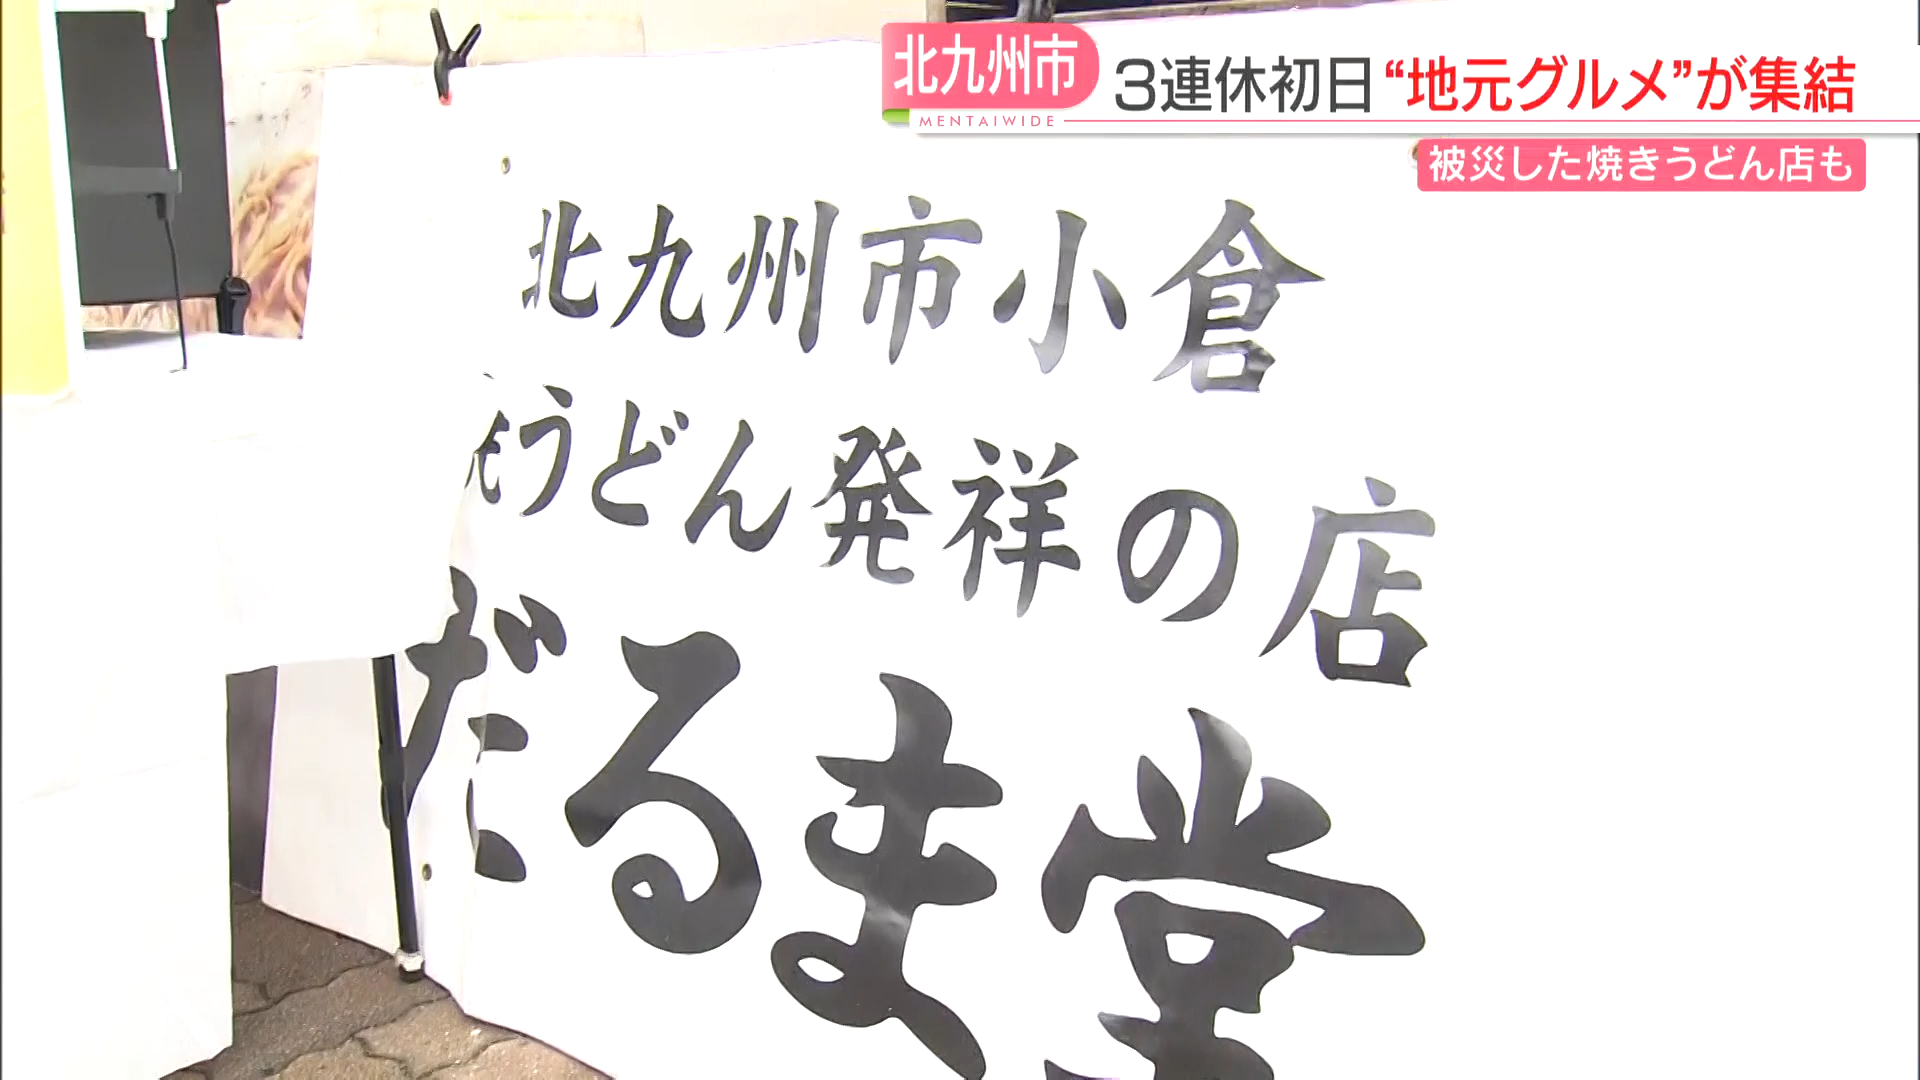 北九州市
3連休初日“地元グルメ”が集結
MENTAIWIDE
被災した焼きうどん店も
北九州市小倉
うどん発祥の店
だるま堂